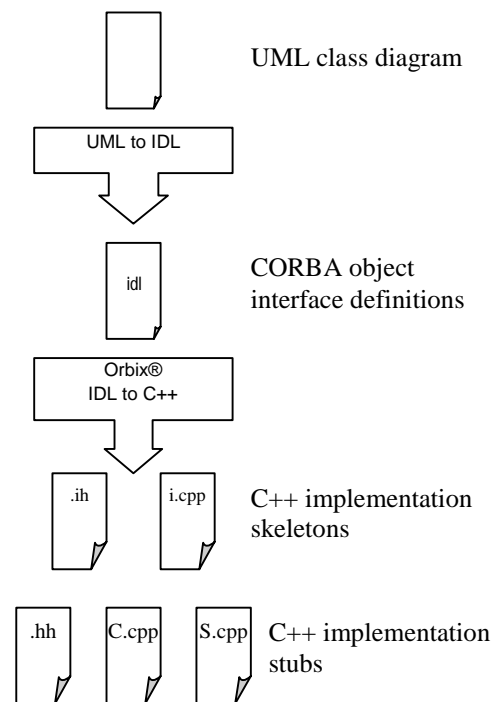 UML class diagram
UML to IDL
idl
CORBA object
interface definitions
Orbix®
IDL to C++
.ih
i.cpp
C++ implementation
skeletons
.hh
C.cpp
S.cpp
C++ implementation
stubs